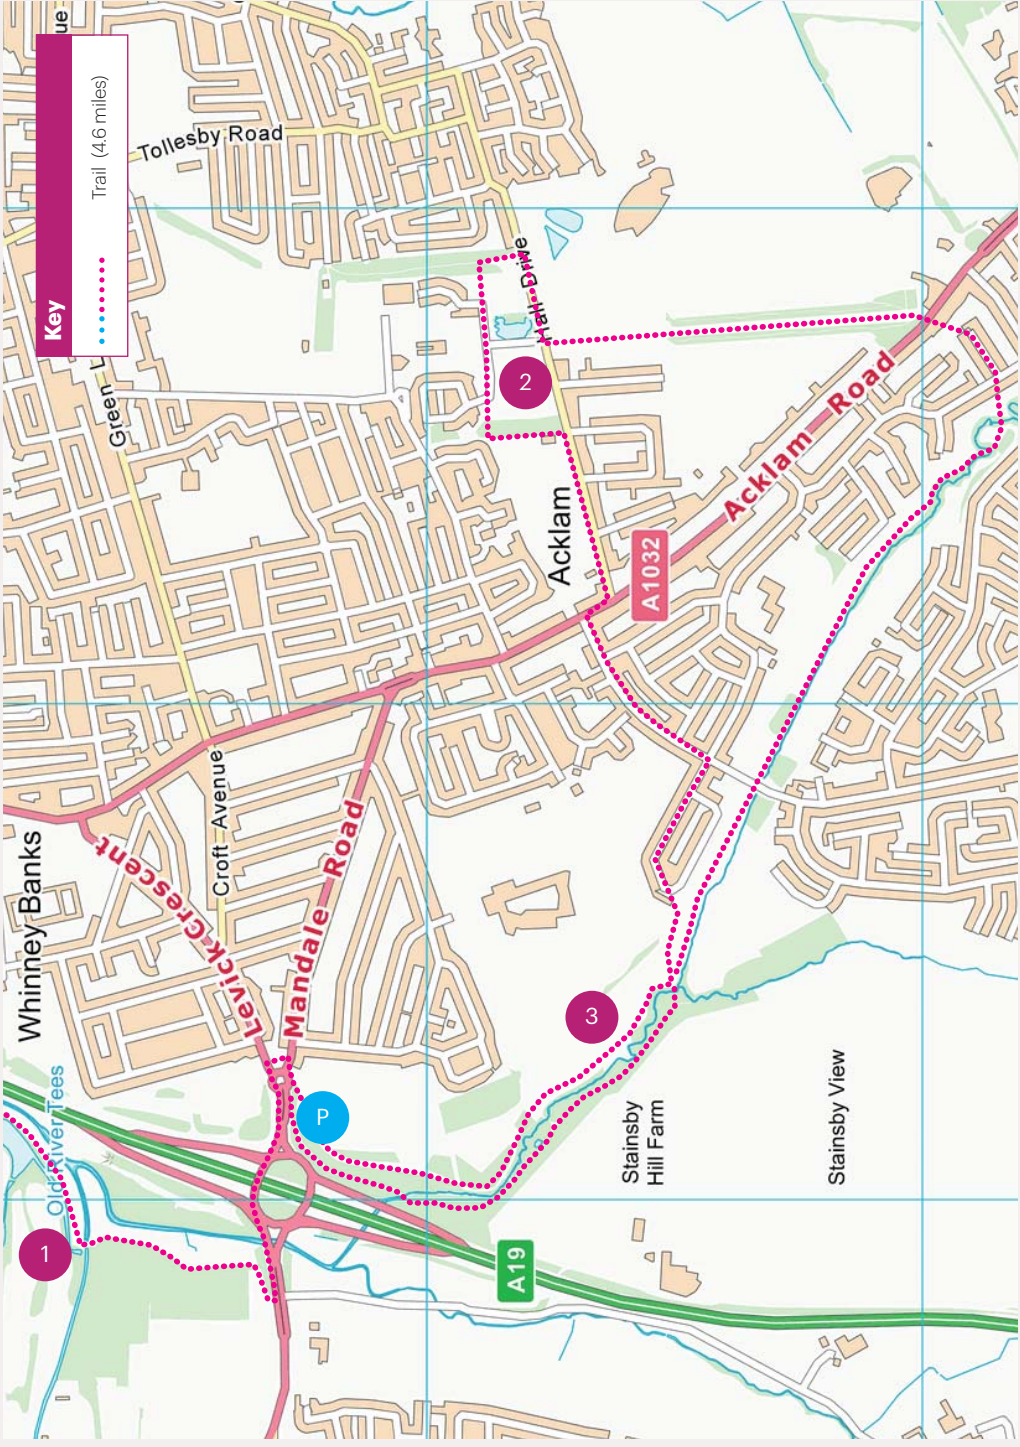 Key
Trail (4.6 miles)
ue
Tollesby Road
Green L
Hall Drive
2
Acklam
Acklam Road
A1032
Whinney Banks
Croft Avenue
Levick Crescent
Mandale Road
3
P
Old River Tees
1
Stainsby
Hill Farm
Stainsby View
A19